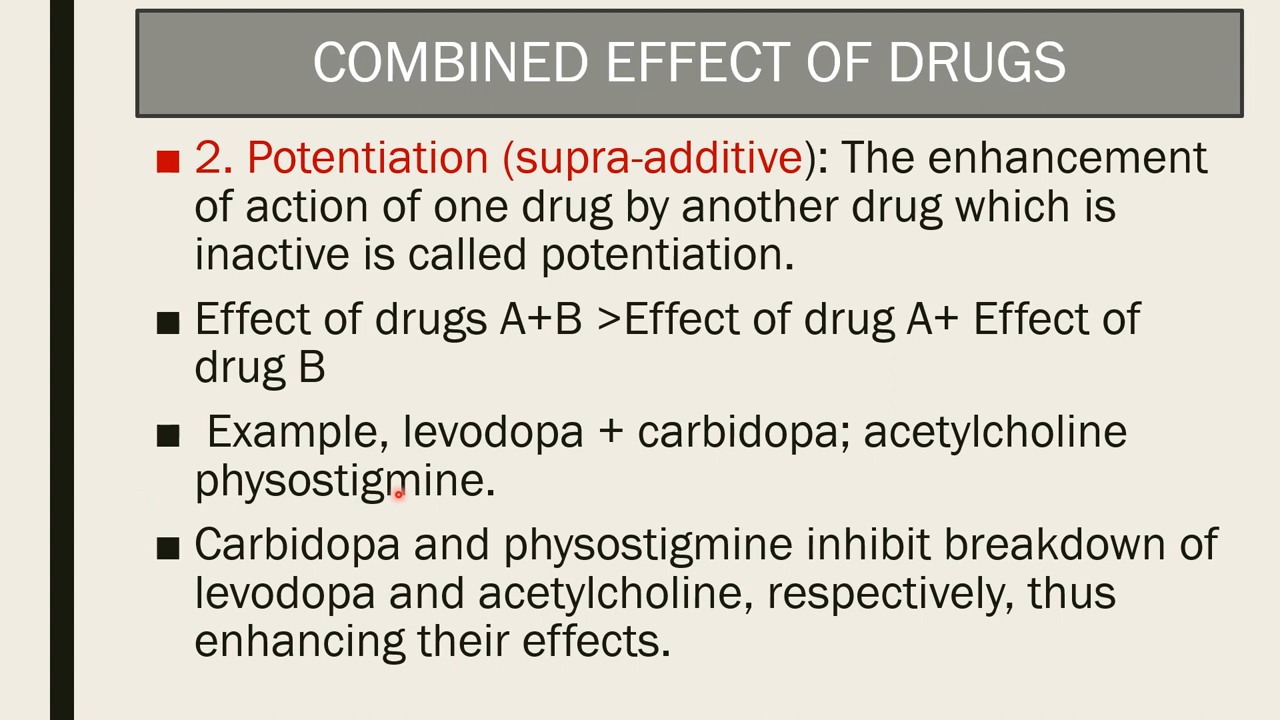 COMBINED EFFECT OF DRUGS
■ 2. Potentiation (supra-additive): The enhancement
of action of one drug by another drug which is
inactive is called potentiation.
■ Effect of drugs A+B >Effect of drug A+ Effect of
drug B
■ Example, levodopa + carbidopa; acetylcholine
physostigmine.
■ Carbidopa and physostigmine inhibit breakdown of
levodopa and acetylcholine, respectively, thus
enhancing their effects.